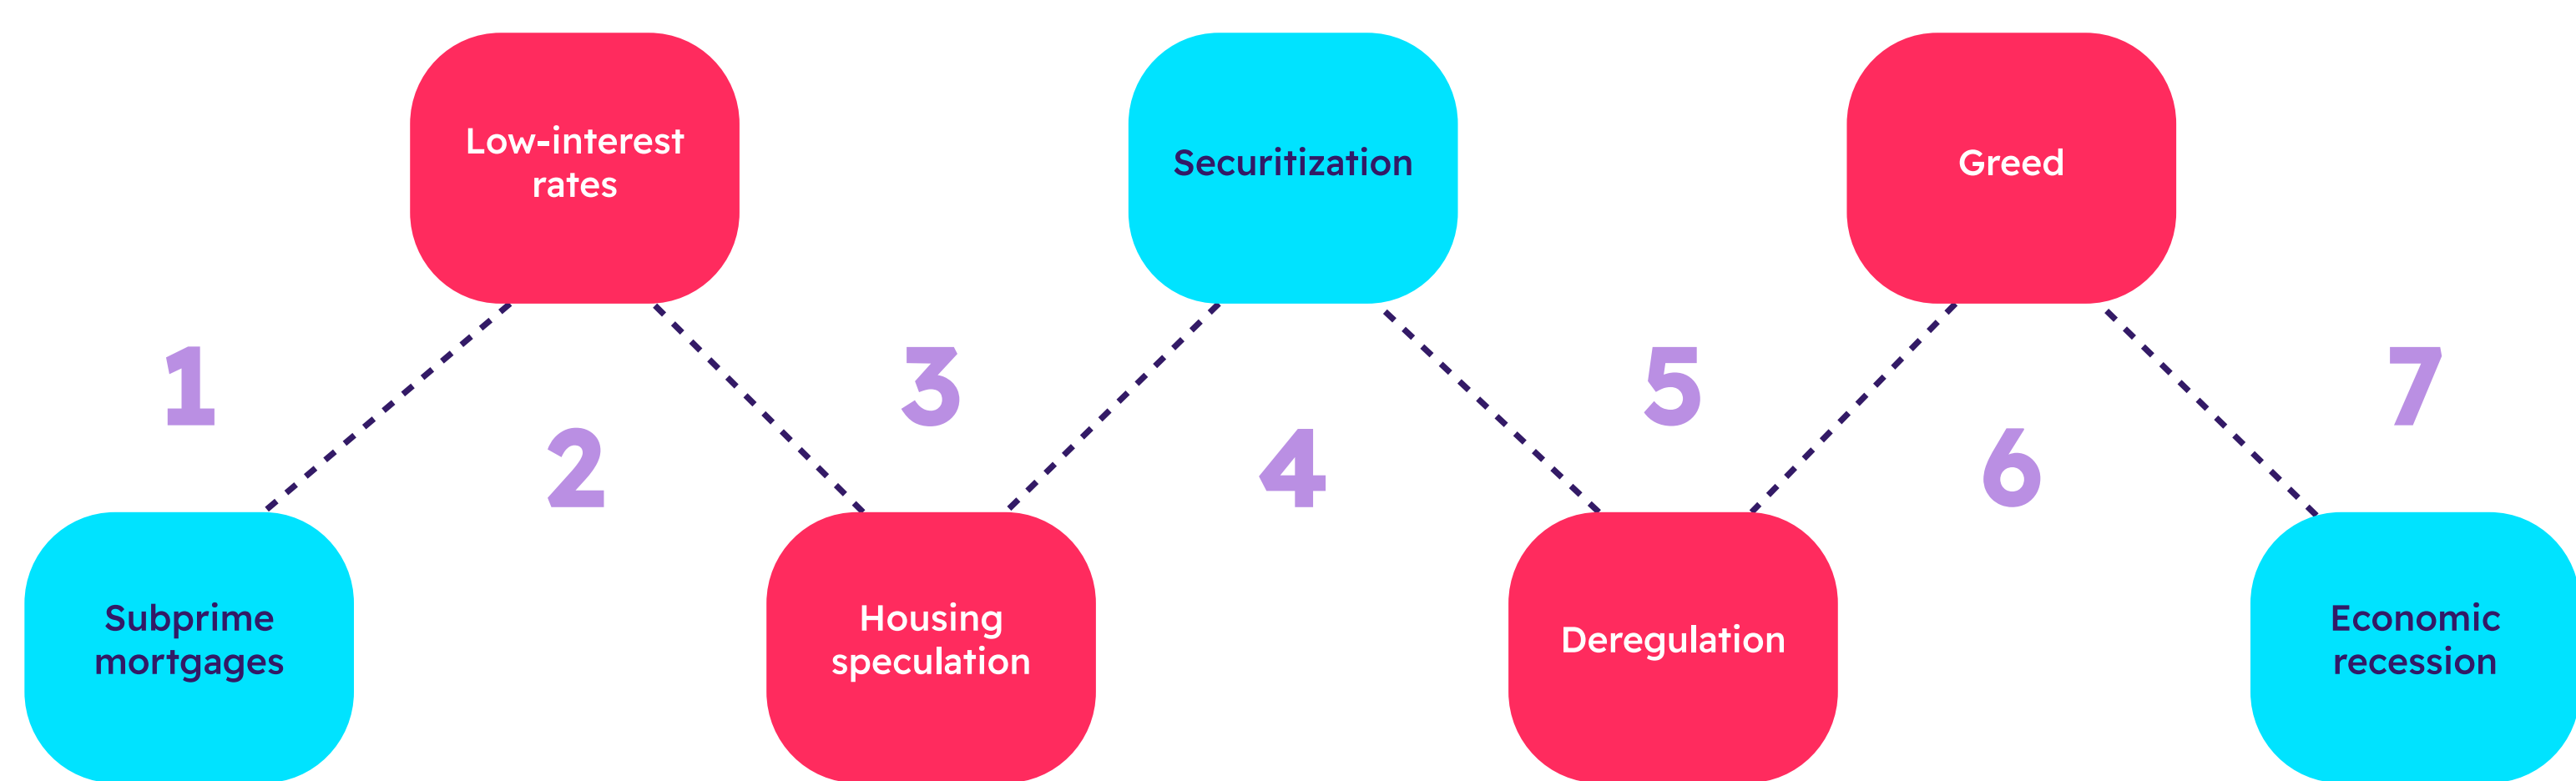 1
Subprime
mortgages
2
Low-interest
rates
3
Housing
speculation
4
Securitization
5
Deregulation
6
Greed
7
Economic
recession